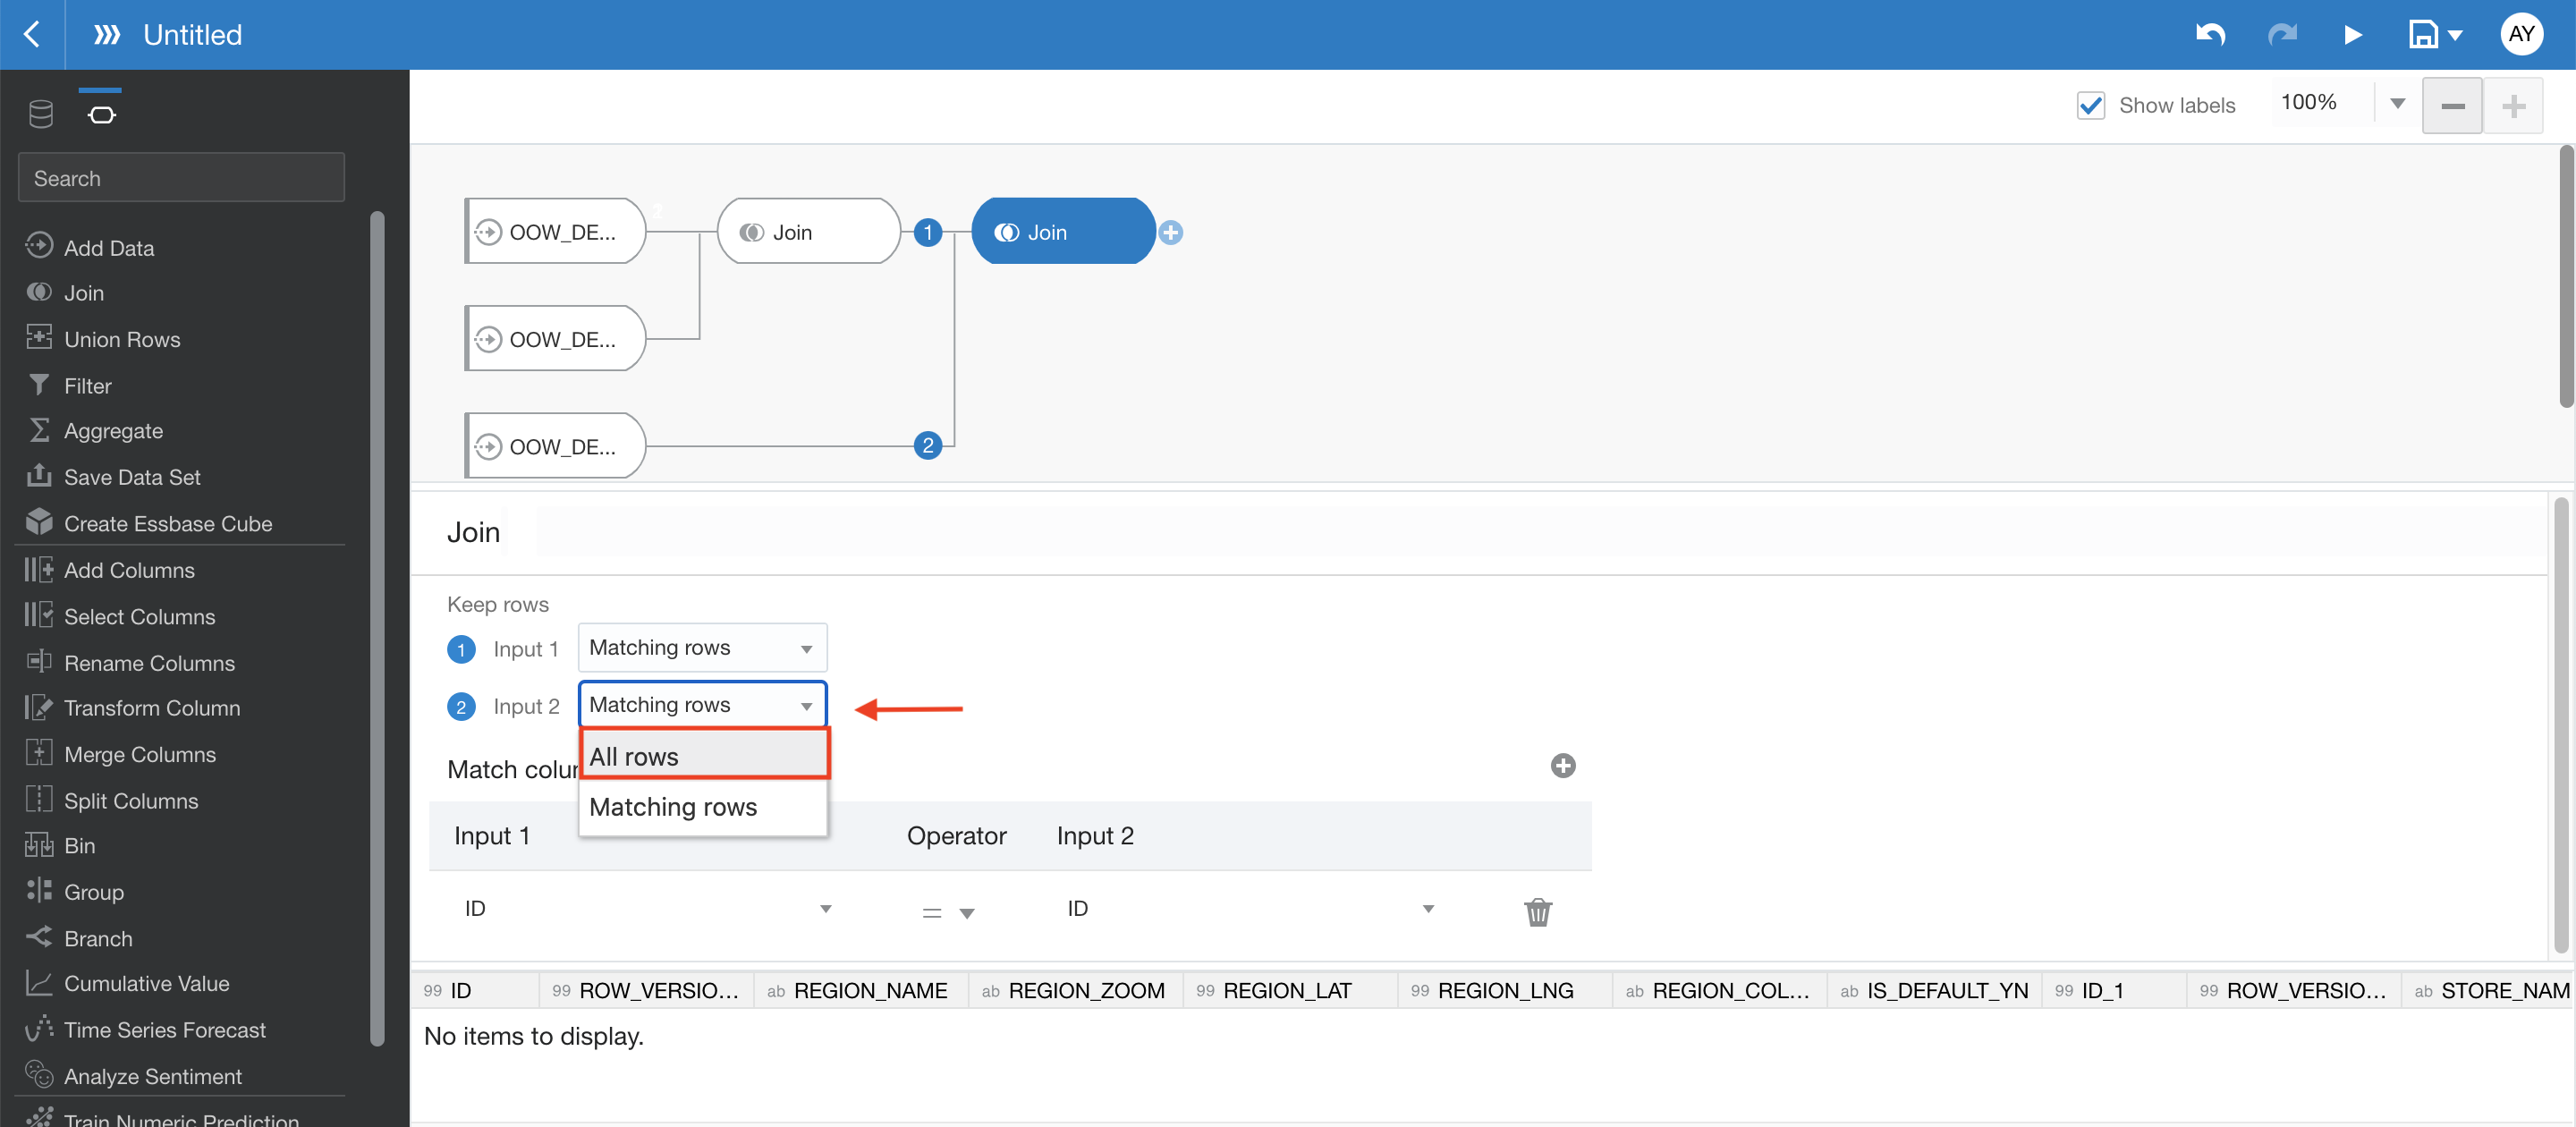 Untitled
AY
Show labels
100%
Search
Add Data
Join
Union Rows
Filter
Aggregate
Save Data Set
Create Essbase Cube
Add Columns
Select Columns
Rename Columns
Transform Column
Merge Columns
Split Columns
Bin
Group
Branch
Cumulative Value
Time Series Forecast
Analyze Sentiment
Train Numeric Prediction
OOW_DE...
2
Join
1
Join
OOW_DE...
OOW_DE...
2
Join
Keep rows
1 Input 1 Matching rows
2 Input 2 Matching rows
All rows
Matching rows
Match colu
Input 1 Operator Input 2
ID = ID
99 ID 99 ROW_VERSIO... ab REGION_NAME ab REGION_ZOOM 99 REGION_LAT 99 REGION_LNG ab REGION_COL... ab IS_DEFAULT_YN 99 ID_1 99 ROW_VERSIO... ab STORE_NAM
No items to display.